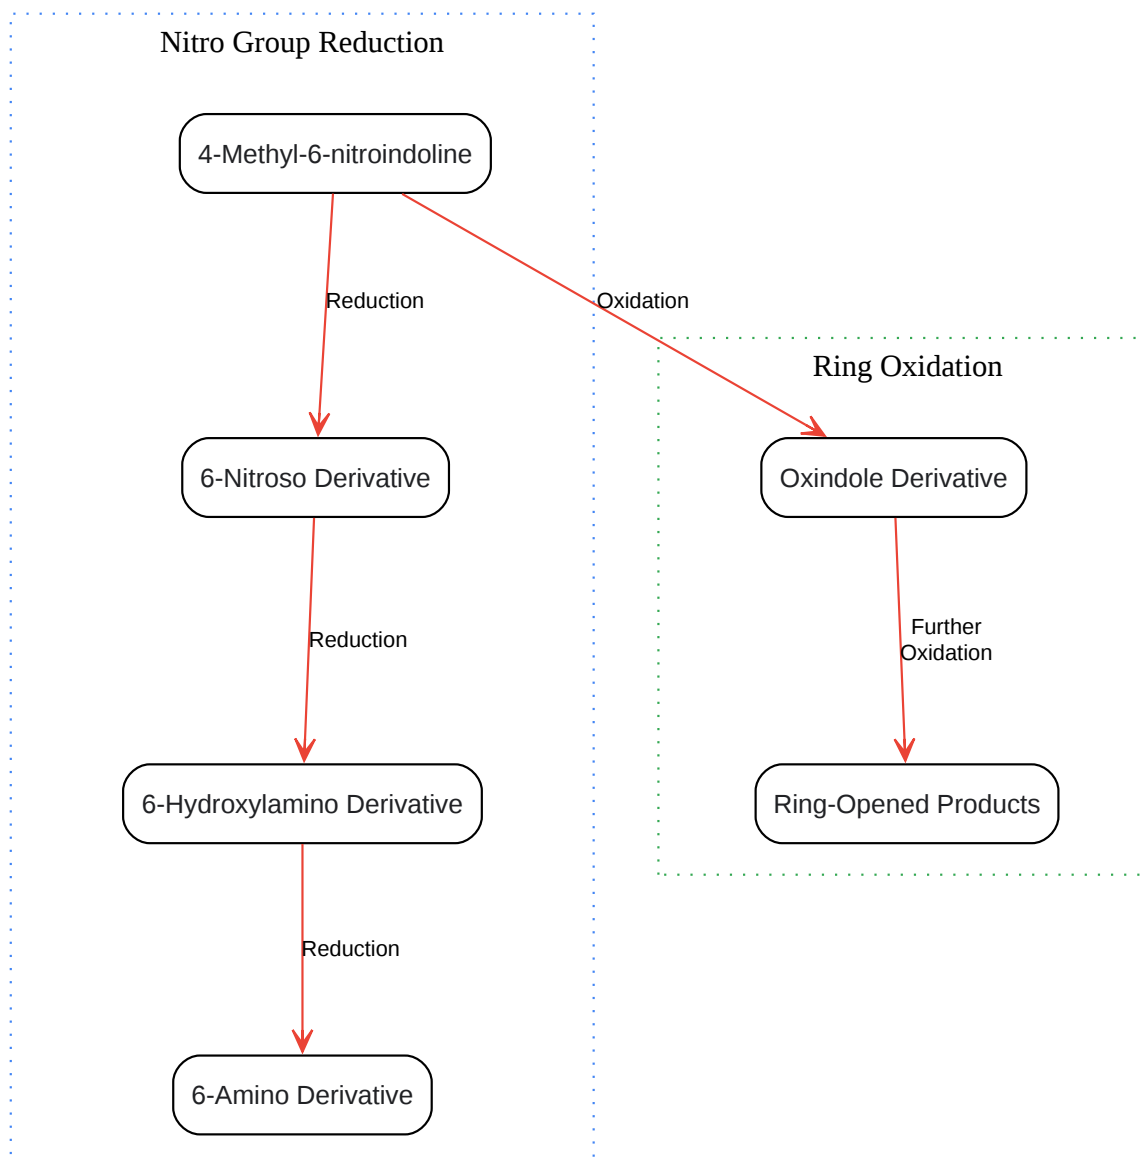 Nitro Group Reduction
4-Methyl-6-nitroindoline
Reduction
Oxidation
Ring Oxidation
6-Nitroso Derivative
Oxindole Derivative
Reduction
Further
Oxidation
6-Hydroxylamino Derivative
Ring-Opened Products
Reduction
6-Amino Derivative